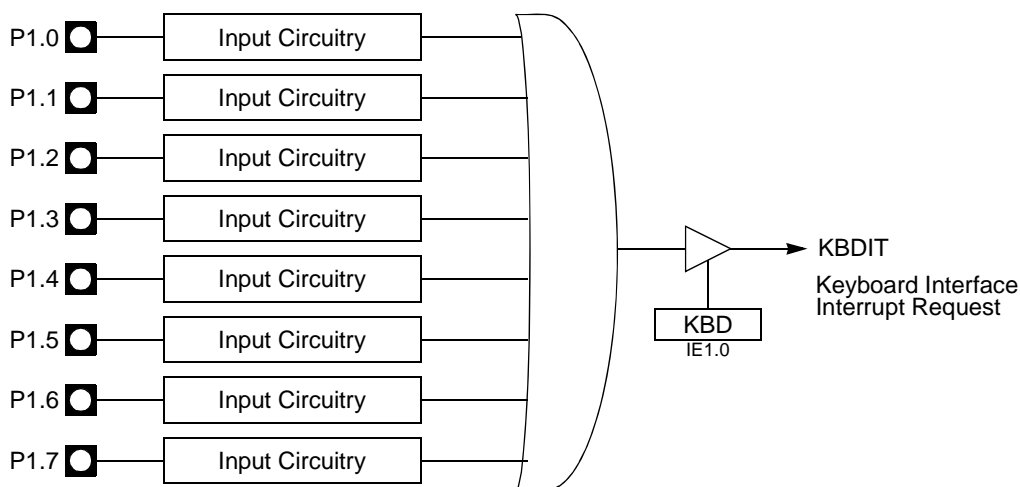 P1.0 Input Circuitry
P1.1 Input Circuitry
P1.2 Input Circuitry
P1.3 Input Circuitry
P1.4 Input Circuitry
P1.5 Input Circuitry
P1.6 Input Circuitry
P1.7 Input Circuitry
KBDIT
Keyboard Interface
Interrupt Request
KBD
IE1.0